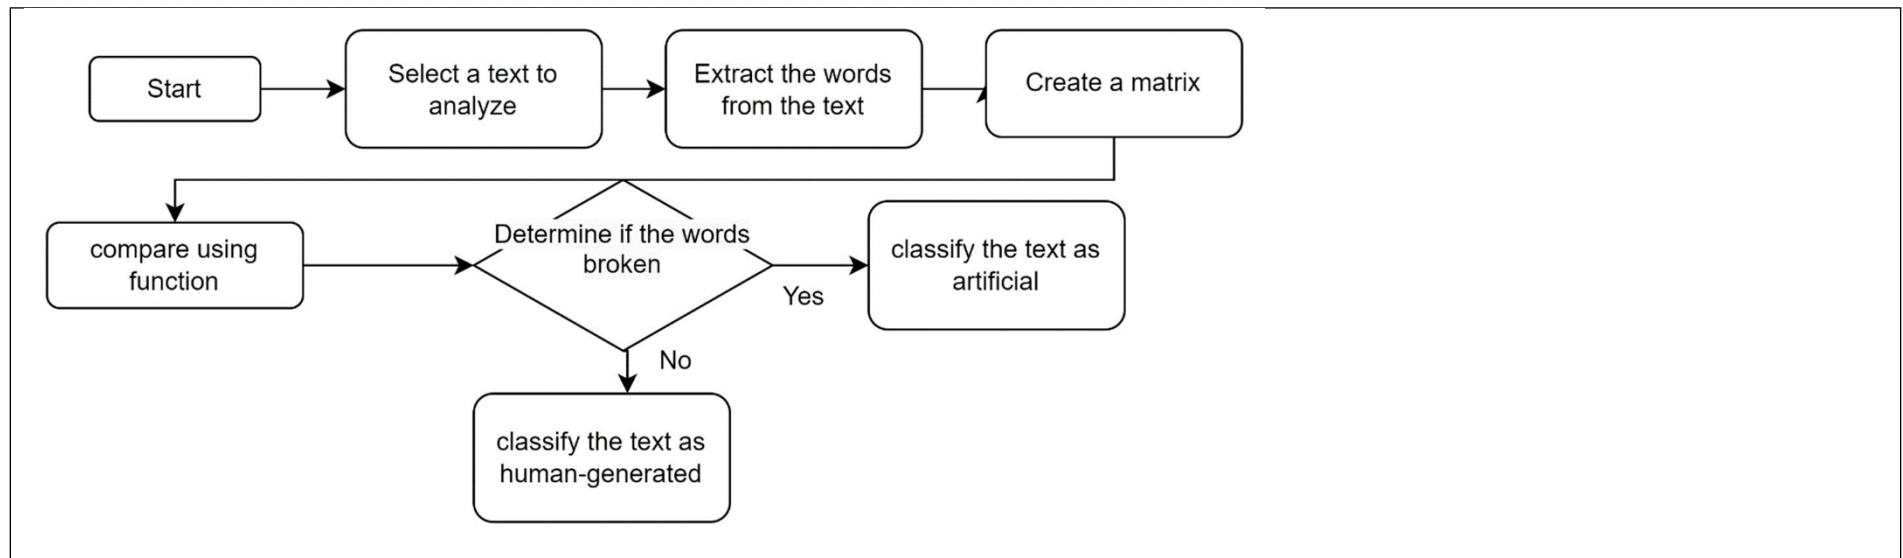 Start
Select a text to
analyze
Extract the words
from the text
Create a matrix
compare using
function
Determine if the words
broken
Yes
classify the text as
artificial
No
classify the text as
human-generated